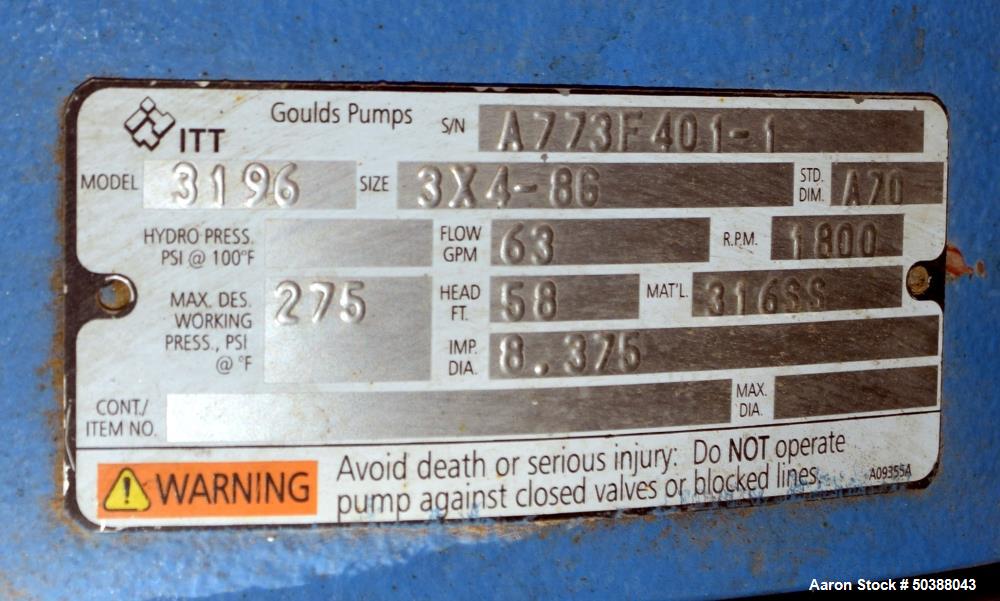 ITT Goulds Pumps S/N A773F401-1
MODEL 3196 SIZE 3X4-8G STD. DIM. A70
HYDRO PRESS. PSI @ 100°F FLOW GPM 63 R.P.M. 1800
MAX. DES. WORKING PRESS., PSI @ °F 275 HEAD FT. 58 MAT'L. 316SS
IMP. DIA. 8.375
CONT./ ITEM NO. MAX. DIA.
WARNING Avoid death or serious injury: Do NOT operate
pump against closed valves or blocked lines. A09355A
Aaron Stock # 50388043